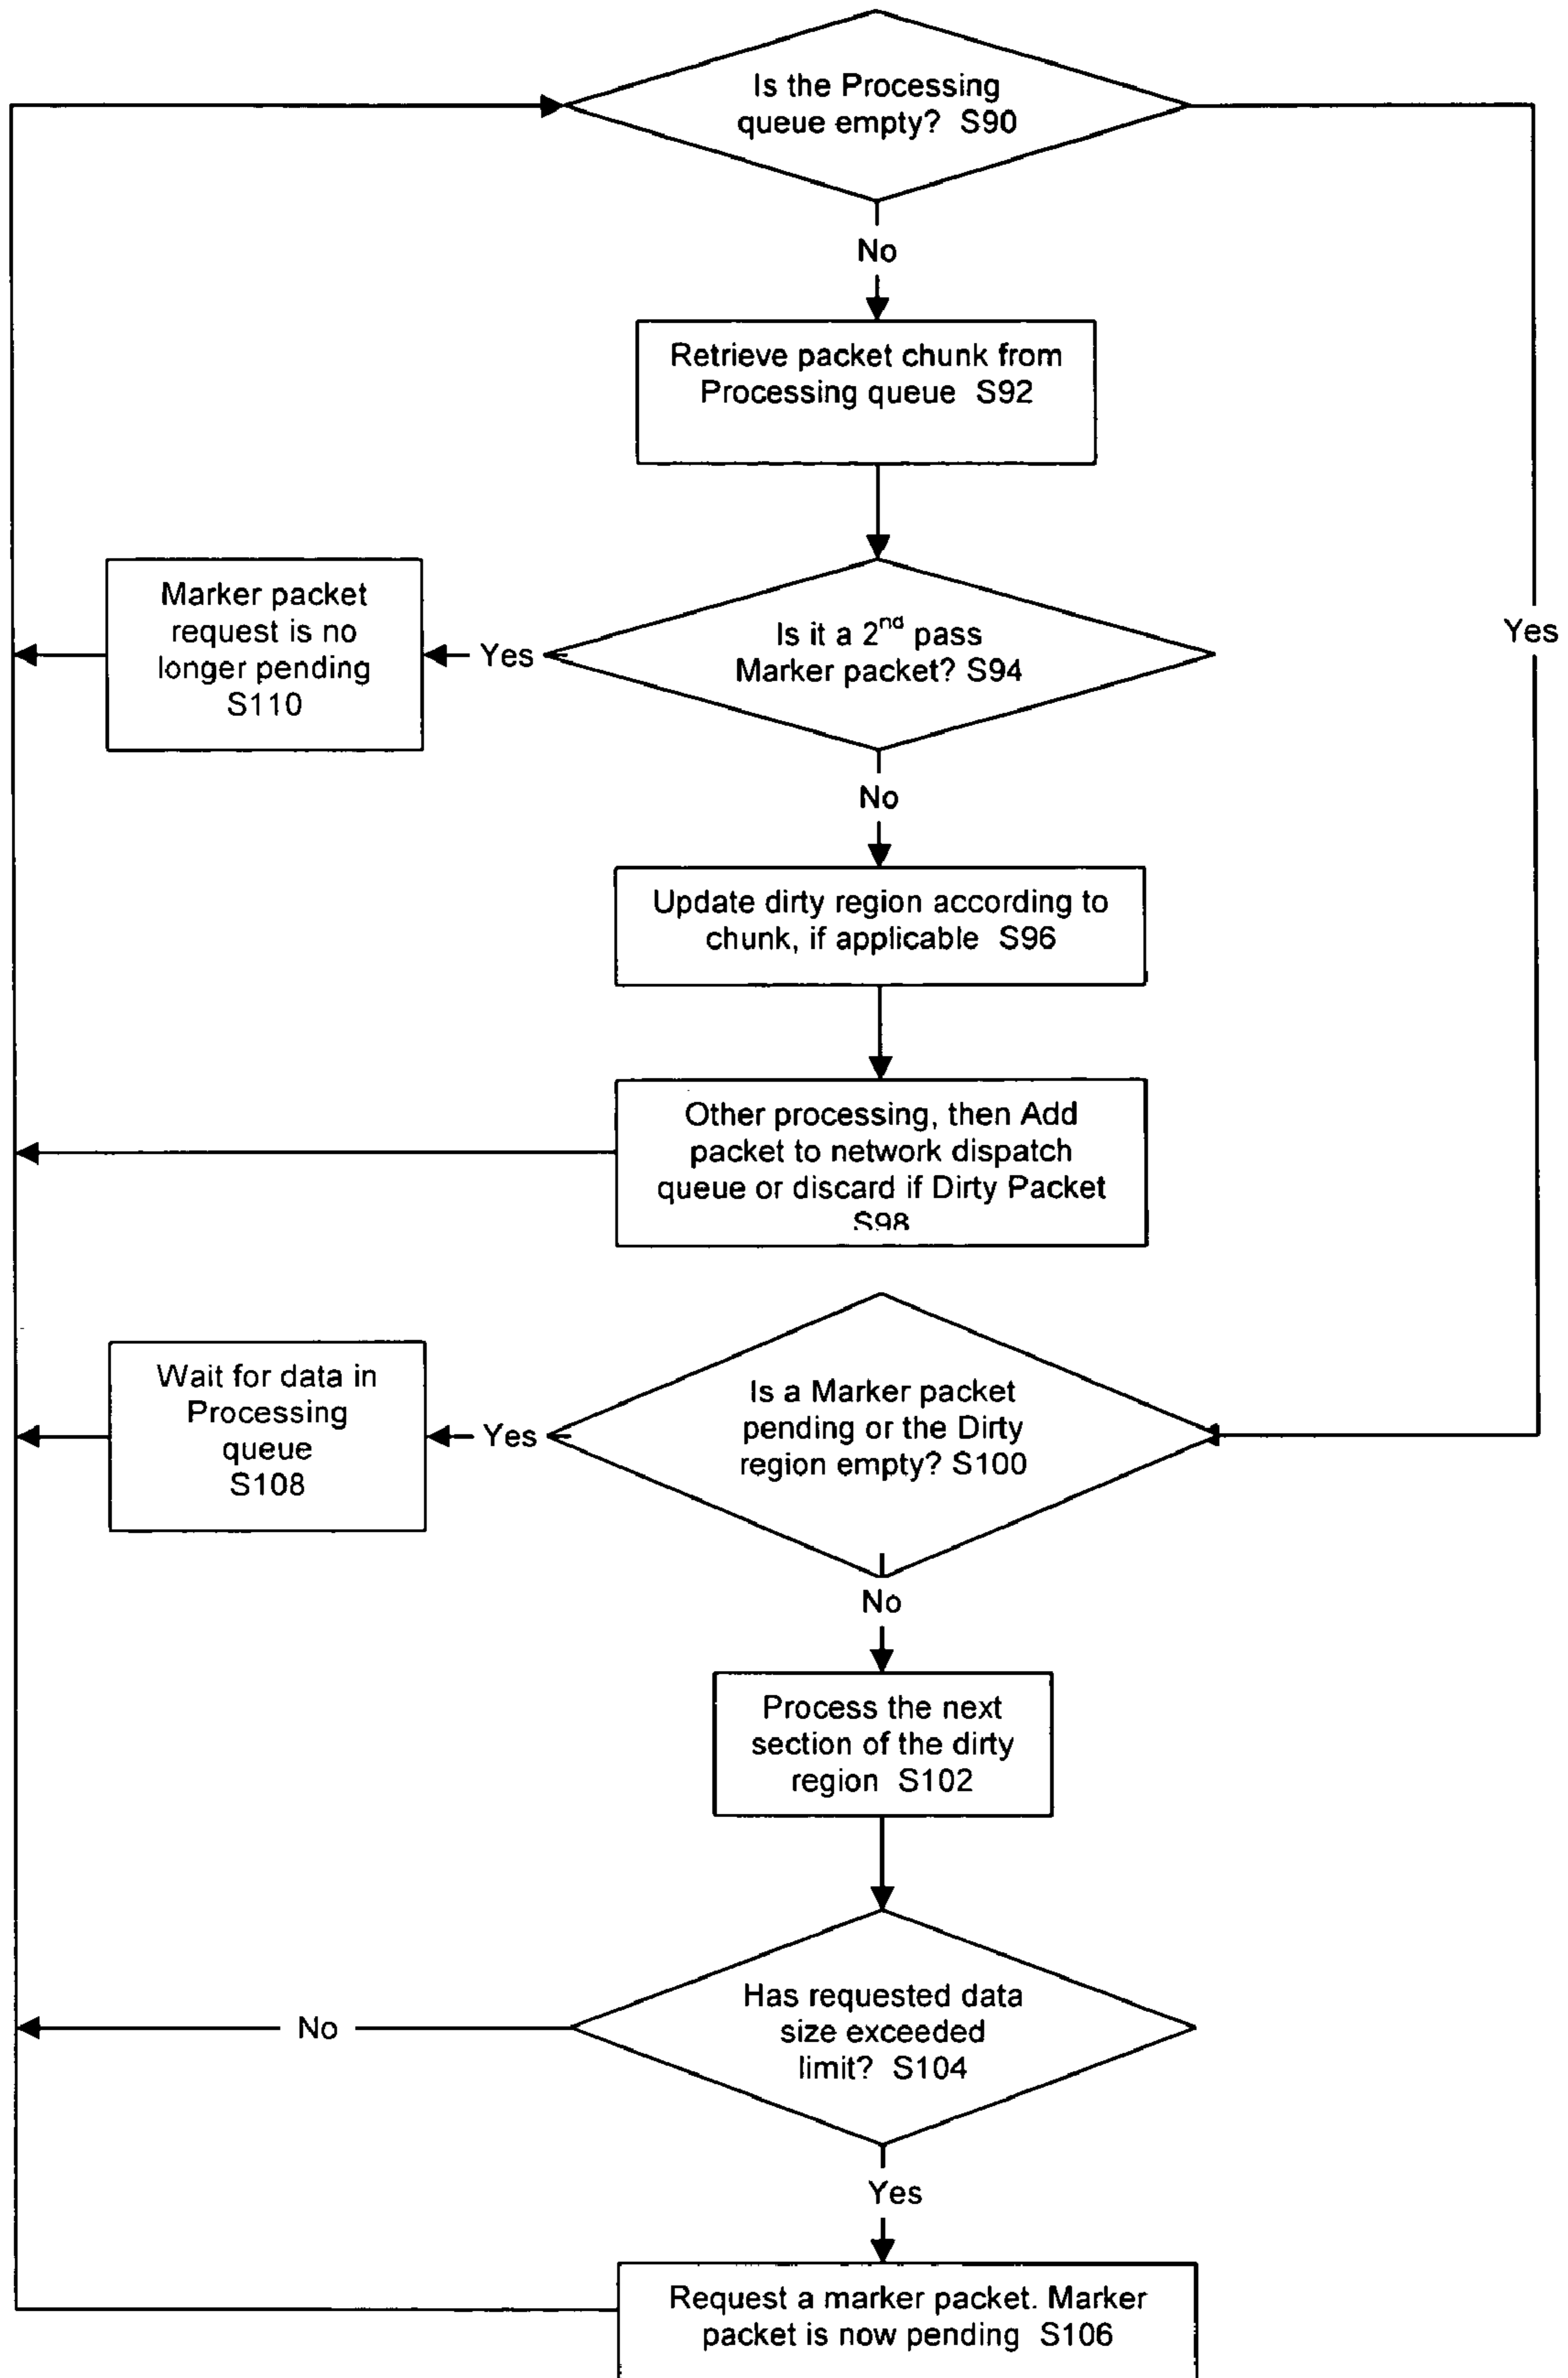 Is the Processing
queue empty? S90
No
Retrieve packet chunk from
Processing queue S92
Marker packet
request is no
longer pending
S110
Yes
Is it a 2nd pass
Marker packet? S94
Yes
No
Update dirty region according to
chunk, if applicable S96
Other processing, then Add
packet to network dispatch
queue or discard if Dirty Packet
S98
Wait for data in
Processing
queue
S108
Yes
Is a Marker packet
pending or the Dirty
region empty? S100
No
Process the next
section of the dirty
region S102
Has requested data
size exceeded
limit? S104
No
Yes
Request a marker packet. Marker
packet is now pending S106